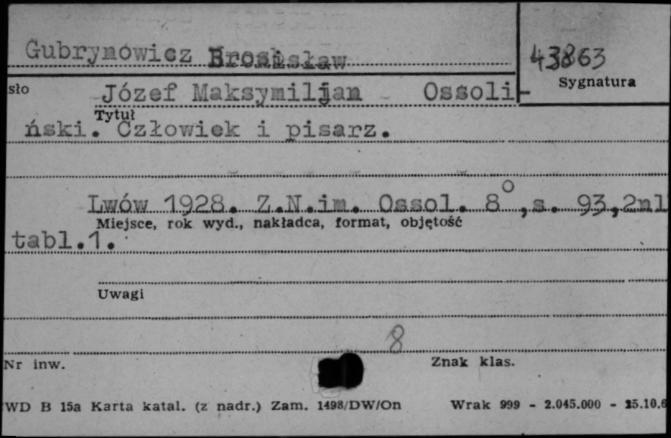 Gubrynowicz Bronisław
43863
Sygnatura
sło
Józef Maksymiljan - Ossoli-
Tytuł
ński. Człowiek i pisarz.
Lwów 1928. Z.N.im. Ossol. 8°, s. 93,2nl
Miejsce, rok wyd., nakładca, format, objętość
tabl.1.
Uwagi
8
Nr inw.
Znak klas.
WD B 15a Karta katal. (z nadr.) Zam. 1498/DW/On
Wrak 999 - 2.045.000 - 25.10.6